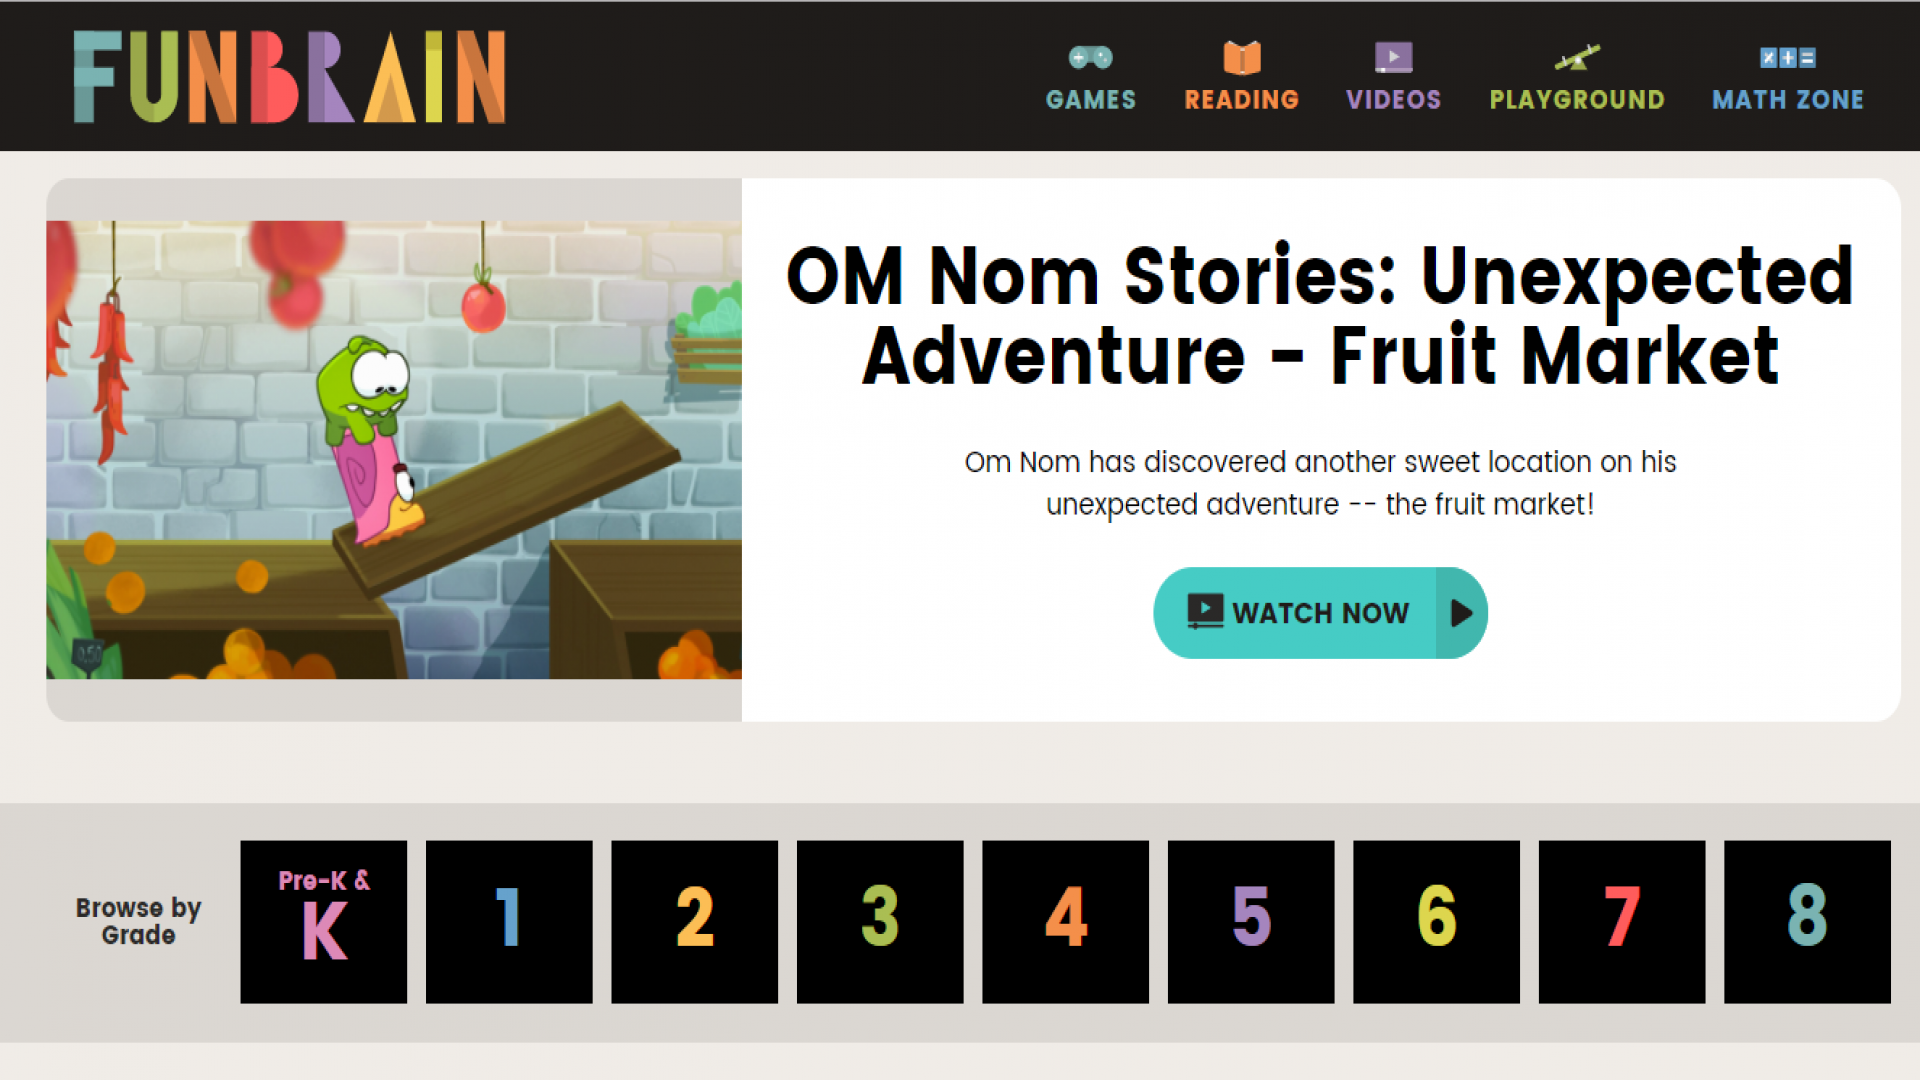 FUNBRAIN
GAMES
READING
VIDEOS
PLAYGROUND
MATH ZONE
OM Nom Stories: Unexpected
Adventure - Fruit Market
Om Nom has discovered another sweet location on his
unexpected adventure -- the fruit market!
WATCH NOW
0,50
Browse by
Grade
Pre-K &
K
1
2
3
4
5
6
7
8